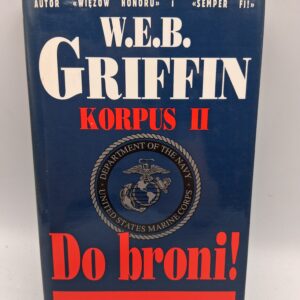 AUTOR «WIĘZÓW HONORU» I «SEMPER FI!»
W.E.B.
GRIFFIN
KORPUS II
DEPARTMENT OF THE NAVY
UNITED STATES MARINE CORPS
Do broni!